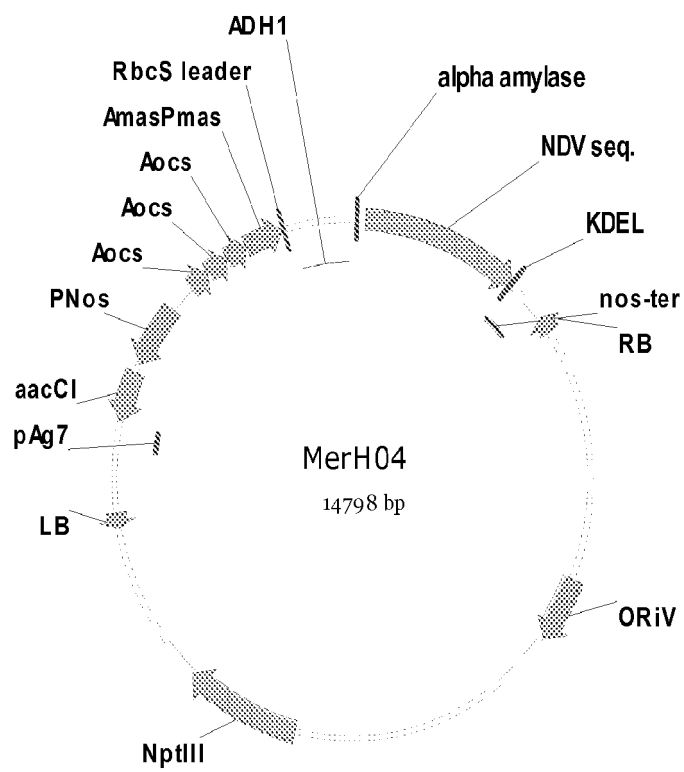 ADH1
RbcS leader
alpha amylase
AmasPmas
NDV seq.
Aocs
Aocs
KDEL
Aocs
PNos
nos-ter
RB
aacCI
pAg7
MerH04
14798 bp
LB
ORiV
NptIII